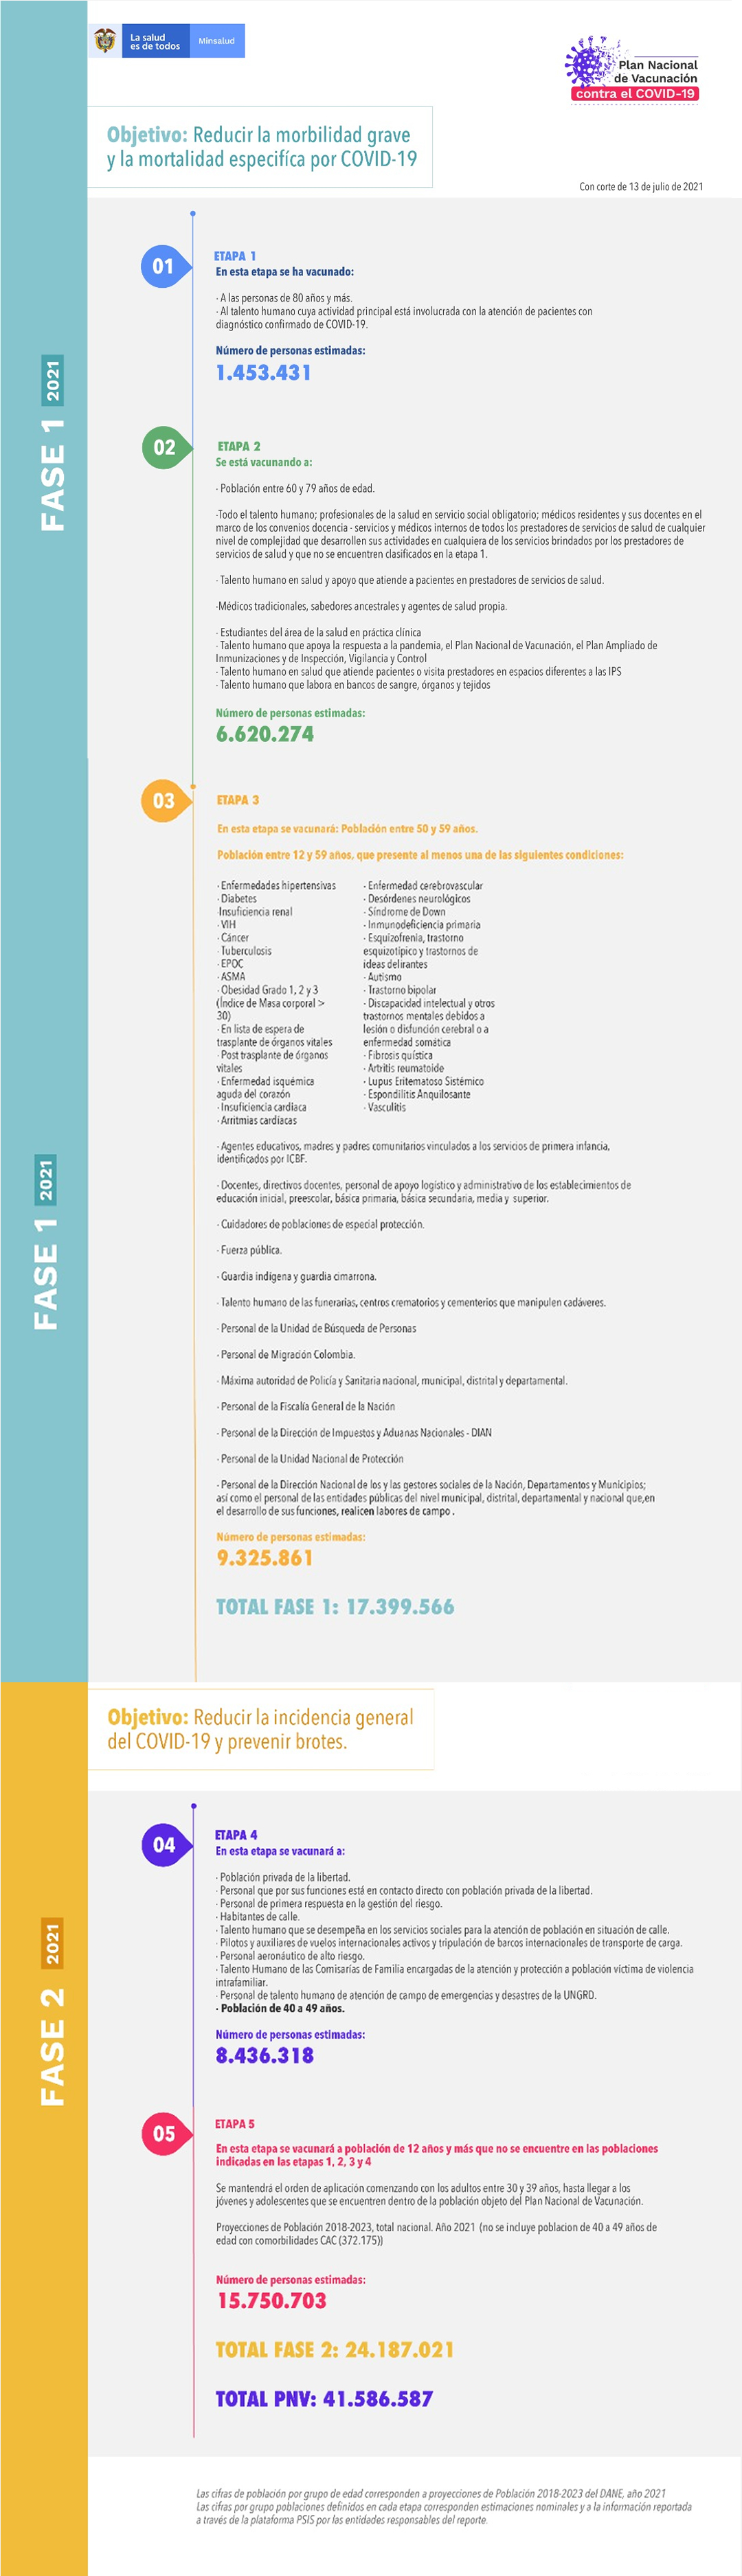 La salud
es de todos
Minsalud
Plan Nacional
de Vacunación
contra el COVID-19
Objetivo: Reducir la morbilidad grave
y la mortalidad especifíca por COVID-19
Con corte de 13 de julio de 2021
FASE 1 2021
01
ETAPA 1
En esta etapa se ha vacunado:
· A las personas de 80 años y más.
· Al talento humano cuya actividad principal está involucrada con la atención de pacientes con
diagnóstico confirmado de COVID-19.
Número de personas estimadas:
1.453.431
02
ETAPA 2
Se está vacunando a:
· Población entre 60 y 79 años de edad.
·Todo el talento humano; profesionales de la salud en servicio social obligatorio; médicos residentes y sus docentes en el
marco de los convenios docencia - servicios y médicos internos de todos los prestadores de servicios de salud de cualquier
nivel de complejidad que desarrollen sus actividades en cualquiera de los servicios brindados por los prestadores de
servicios de salud y que no se encuentren clasificados en la etapa 1.
· Talento humano en salud y apoyo que atiende a pacientes en prestadores de servicios de salud.
·Médicos tradicionales, sabedores ancestrales y agentes de salud propia.
· Estudiantes del área de la salud en práctica clínica
· Talento humano que apoya la respuesta a la pandemia, el Plan Nacional de Vacunación, el Plan Ampliado de
Inmunizaciones y de Inspección, Vigilancia y Control
· Talento humano en salud que atiende pacientes o visita prestadores en espacios diferentes a las IPS
· Talento humano que labora en bancos de sangre, órganos y tejidos
Número de personas estimadas:
6.620.274
FASE 1 2021
03
ETAPA 3
En esta etapa se vacunará: Población entre 50 y 59 años.
Población entre 12 y 59 años, que presente al menos una de las siguientes condiciones:
· Enfermedades hipertensivas
· Diabetes
·Insuficiencia renal
· VIH
· Cáncer
· Tuberculosis
· EPOC
· ASMA
· Obesidad Grado 1, 2 y 3
(Índice de Masa corporal >
30)
· En lista de espera de
trasplante de órganos vitales
· Post trasplante de órganos
vitales
· Enfermedad isquémica
aguda del corazón
· Insuficiencia cardíaca
· Arritmias cardíacas
· Enfermedad cerebrovascular
· Desórdenes neurológicos
· Síndrome de Down
· Inmunodeficiencia primaria
· Esquizofrenia, trastorno
esquizotípico y trastornos de
ideas delirantes
· Autismo
· Trastorno bipolar
· Discapacidad intelectual y otros
trastornos mentales debidos a
lesión o disfunción cerebral o a
enfermedad somática
· Fibrosis quística
· Artritis reumatoide
· Lupus Eritematoso Sistémico
· Espondilitis Anquilosante
· Vasculitis
· Agentes educativos, madres y padres comunitarios vinculados a los servicios de primera infancia,
identificados por ICBF.
· Docentes, directivos docentes, personal de apoyo logístico y administrativo de los establecimientos de
educación inicial, preescolar, básica primaria, básica secundaria, media y superior.
· Cuidadores de poblaciones de especial protección.
· Fuerza pública.
· Guardia indígena y guardia cimarrona.
· Talento humano de las funerarias, centros crematorios y cementerios que manipulen cadáveres.
· Personal de la Unidad de Búsqueda de Personas
· Personal de Migración Colombia.
· Máxima autoridad de Policía y Sanitaria nacional, municipal, distrital y departamental.
· Personal de la Fiscalía General de la Nación
· Personal de la Dirección de Impuestos y Aduanas Nacionales - DIAN
· Personal de la Unidad Nacional de Protección
· Personal de la Dirección Nacional de los y las gestores sociales de la Nación, Departamentos y Municipios;
así como el personal de las entidades públicas del nivel municipal, distrital, departamental y nacional que,en
el desarrollo de sus funciones, realicen labores de campo .
Número de personas estimadas:
9.325.861
TOTAL FASE 1: 17.399.566
Objetivo: Reducir la incidencia general
del COVID-19 y prevenir brotes.
FASE 2 2021
04
ETAPA 4
En esta etapa se vacunará a:
· Población privada de la libertad.
· Personal que por sus funciones está en contacto directo con población privada de la libertad.
· Personal de primera respuesta en la gestión del riesgo.
· Habitantes de calle.
· Talento humano que se desempeña en los servicios sociales para la atención de población en situación de calle.
· Pilotos y auxiliares de vuelos internacionales activos y tripulación de barcos internacionales de transporte de carga.
· Personal aeronáutico de alto riesgo.
· Talento Humano de las Comisarías de Familia encargadas de la atención y protección a población víctima de violencia
intrafamiliar.
· Personal de talento humano de atención de campo de emergencias y desastres de la UNGRD.
· Población de 40 a 49 años.
Número de personas estimadas:
8.436.318
05
ETAPA 5
En esta etapa se vacunará a población de 12 años y más que no se encuentre en las poblaciones
indicadas en las etapas 1, 2, 3 y 4
Se mantendrá el orden de aplicación comenzando con los adultos entre 30 y 39 años, hasta llegar a los
jóvenes y adolescentes que se encuentren dentro de la población objeto del Plan Nacional de Vacunación.
Proyecciones de Población 2018-2023, total nacional. Año 2021 (no se incluye poblacion de 40 a 49 años de
edad con comorbilidades CAC (372.175))
Número de personas estimadas:
15.750.703
TOTAL FASE 2: 24.187.021
TOTAL PNV: 41.586.587
Las cifras de población por grupo de edad corresponden a proyecciones de Población 2018-2023 del DANE, año 2021
Las cifras por grupo poblaciones definidos en cada etapa corresponden estimaciones nominales y a la información reportada
a través de la plataforma PSIS por las entidades responsables del reporte.